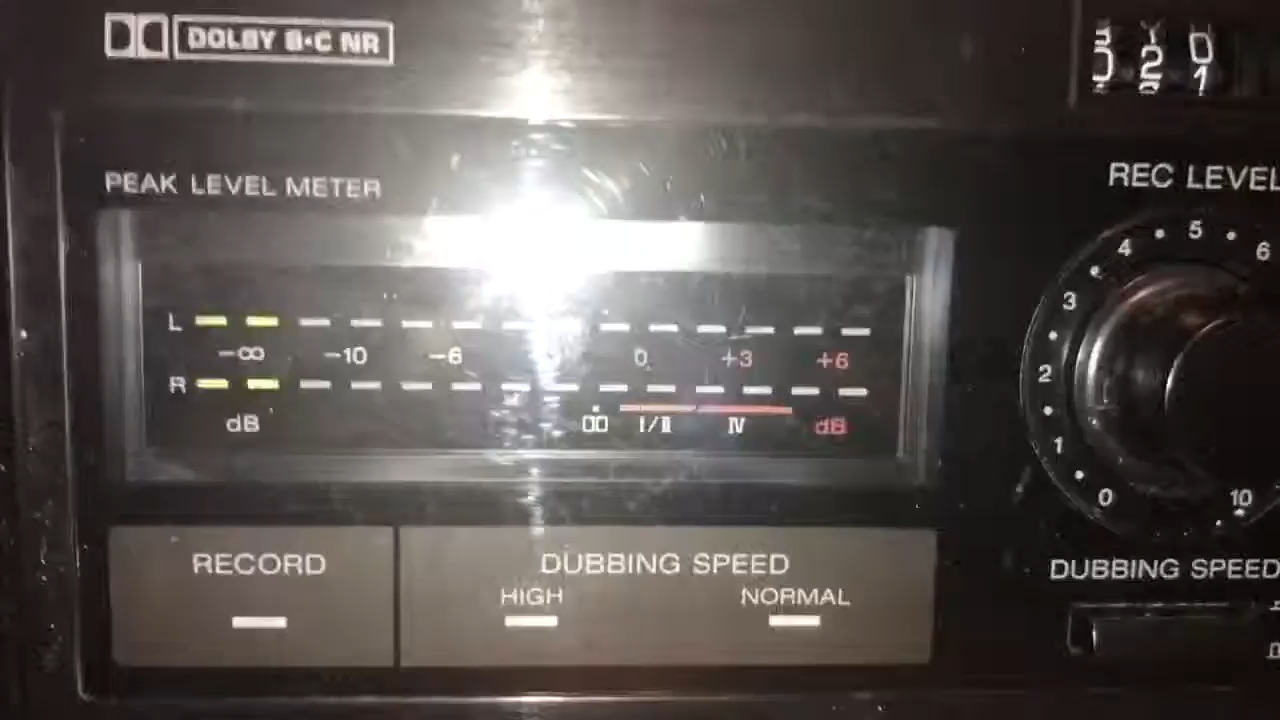 DOLBY B·C NR
PEAK LEVEL METER
REC LEVEL
L
-∞ -10 -6 0 +3 +6
R
dB I/II IV dB
0 1 2 3 4 5 6 10
RECORD
DUBBING SPEED
HIGH NORMAL
DUBBING SPEED